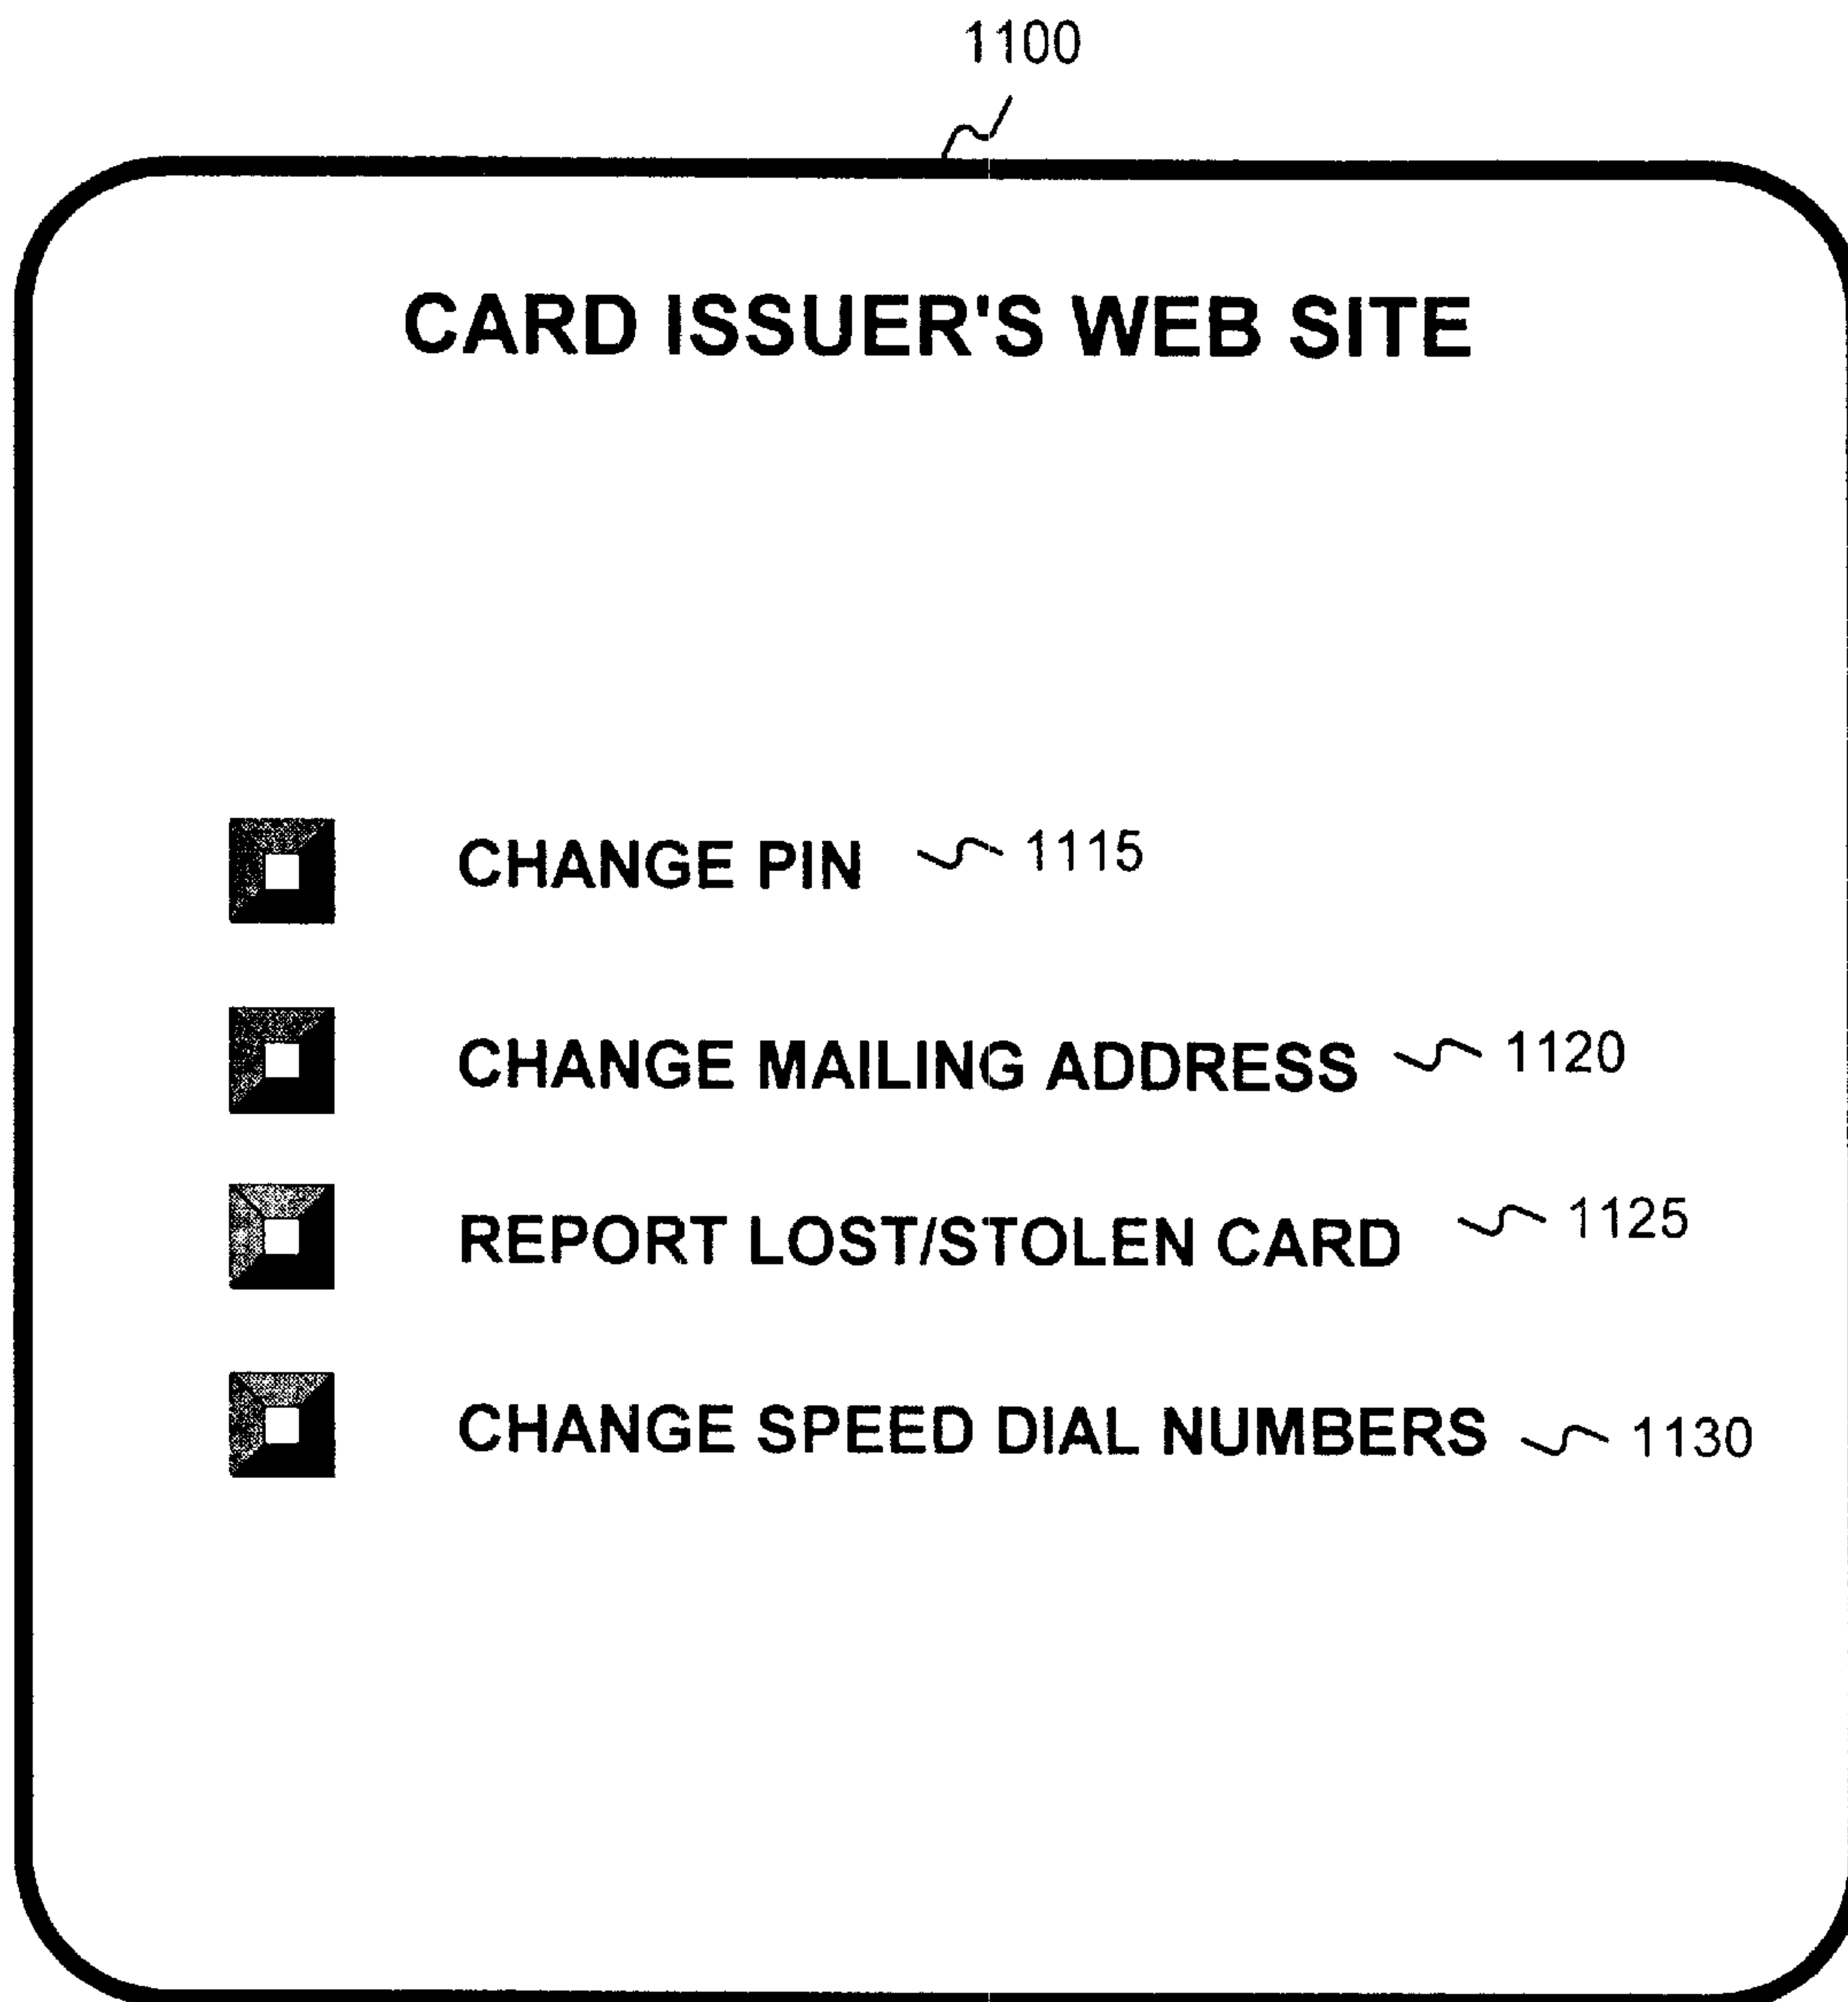 1100
CARD ISSUER'S WEB SITE
CHANGE PIN 1115
CHANGE MAILING ADDRESS 1120
REPORT LOST/STOLEN CARD 1125
CHANGE SPEED DIAL NUMBERS 1130